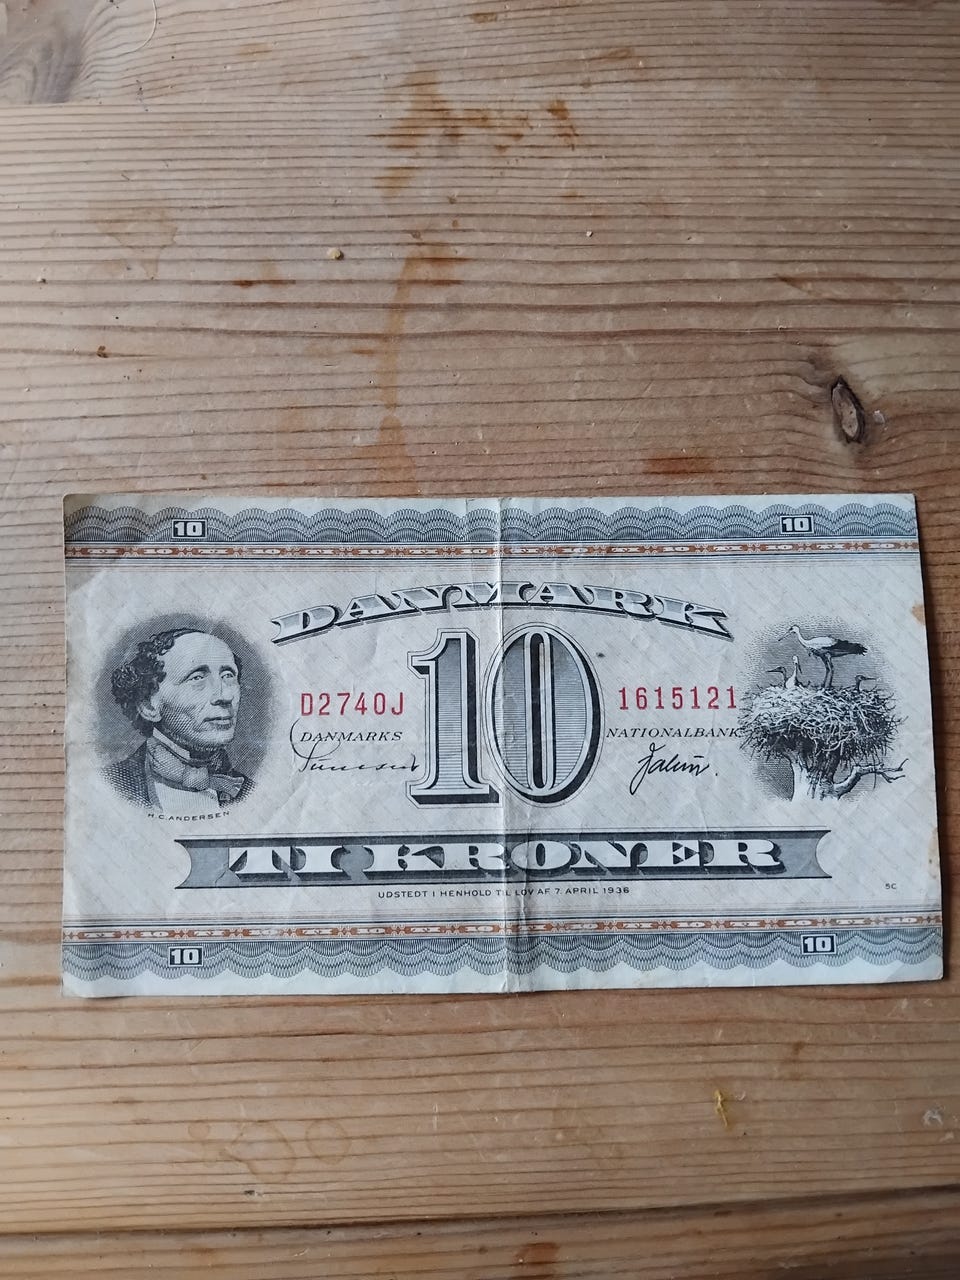 10 10
DANMARK
10
D2740J 1615121
DANMARKS NATIONALBANK
H.C. ANDERSEN
TI KRONER
UDSTEDT I HENHOLD TIL LOV AF 7. APRIL 1936
5C
10 10